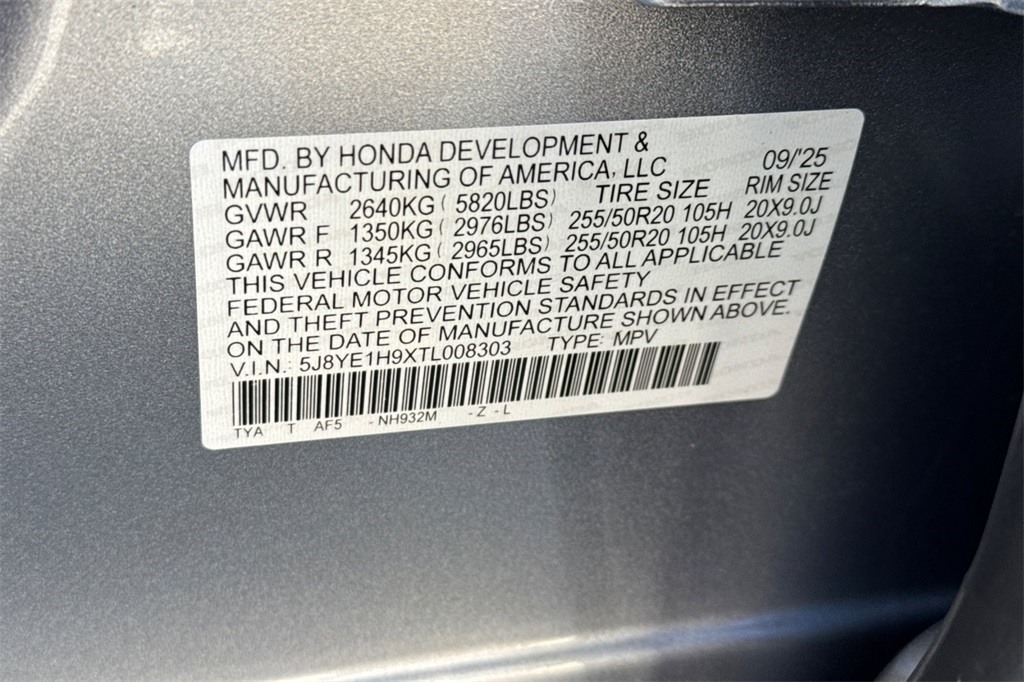 MFD. BY HONDA DEVELOPMENT &
MANUFACTURING OF AMERICA, LLC 09/'25
GVWR 2640KG ( 5820LBS) TIRE SIZE RIM SIZE
GAWR F 1350KG ( 2976LBS) 255/50R20 105H 20X9.0J
GAWR R 1345KG ( 2965LBS) 255/50R20 105H 20X9.0J
THIS VEHICLE CONFORMS TO ALL APPLICABLE
FEDERAL MOTOR VEHICLE SAFETY
AND THEFT PREVENTION STANDARDS IN EFFECT
ON THE DATE OF MANUFACTURE SHOWN ABOVE.
V.I.N.: 5J8YE1H9XTL008303 TYPE: MPV
TYA T AF5 - NH932M - Z - L